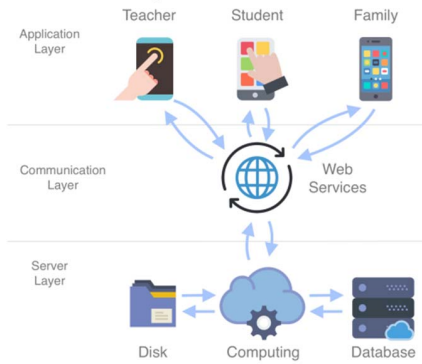 Teacher
Student
Family
Application
Layer
Communication
Layer
Web
Services
Server
Layer
Disk
Computing
Database